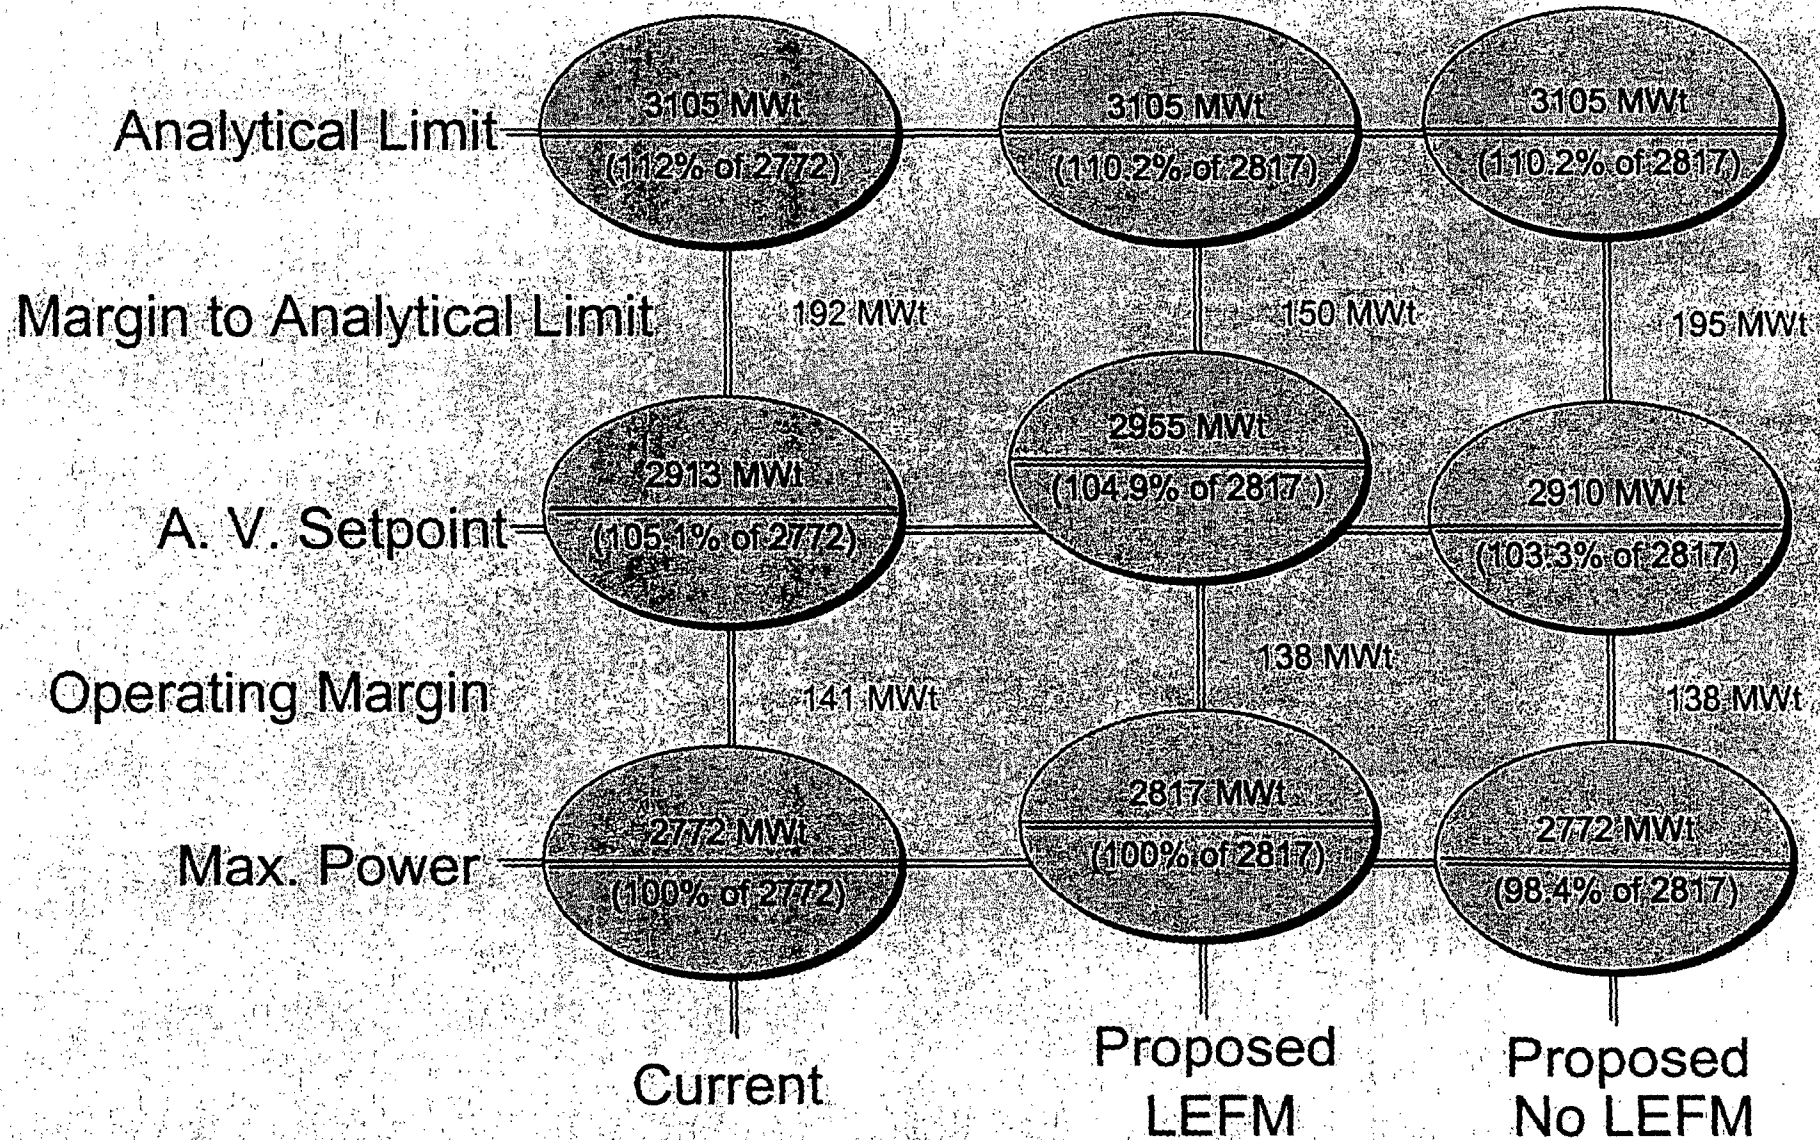 Analytical Limit
3105 MWt
(112% of 2772)
3105 MWt
(110.2% of 2817)
3105 MWt
(110.2% of 2817)
Margin to Analytical Limit
192 MWt
150 MWt
195 MWt
A. V. Setpoint
2913 MWt
(105.1% of 2772)
2955 MWt
(104.9% of 2817 )
2910 MWt
(103.3% of 2817)
Operating Margin
141 MWt
138 MWt
138 MWt
Max. Power
2772 MWt
(100% of 2772)
2817 MWt
(100% of 2817)
2772 MWt
(98.4% of 2817)
Current
Proposed
LEFM
Proposed
No LEFM